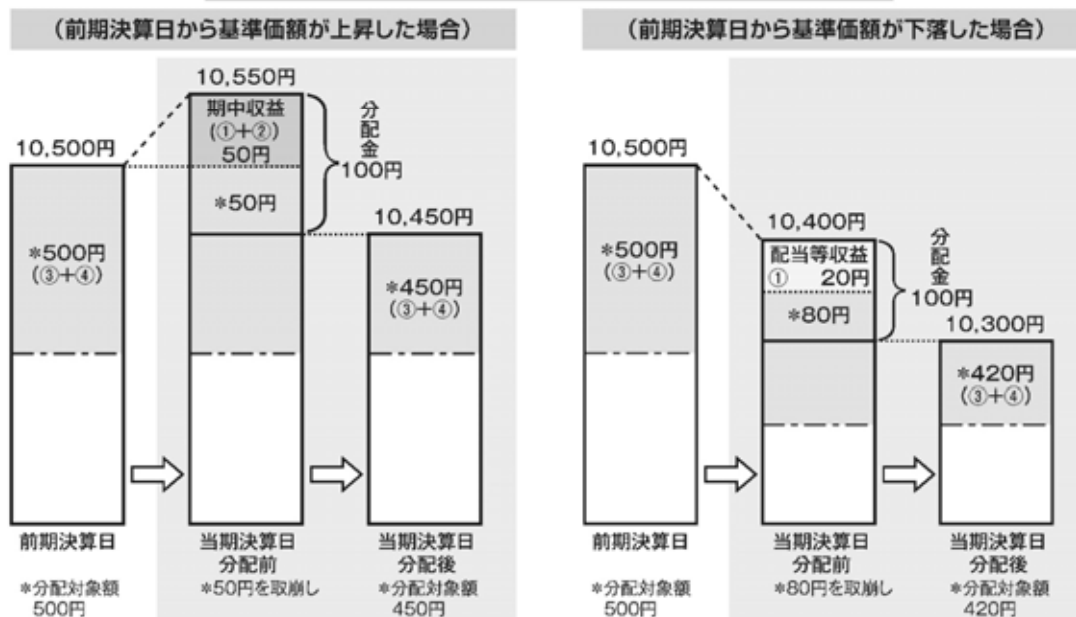 （前期決算日から基準価額が上昇した場合）
10,550円
期中収益
（①＋②）
50円
＊50円
分配金
100円
10,500円
＊500円
（③＋④）
10,450円
＊450円
（③＋④）
前期決算日
＊分配対象額
500円
当期決算日
分配前
＊50円を取崩し
当期決算日
分配後
＊分配対象額
450円
（前期決算日から基準価額が下落した場合）
10,500円
＊500円
（③＋④）
10,400円
配当等収益
① 20円
＊80円
分配金
100円
10,300円
＊420円
（③＋④）
前期決算日
＊分配対象額
500円
当期決算日
分配前
＊80円を取崩し
当期決算日
分配後
＊分配対象額
420円